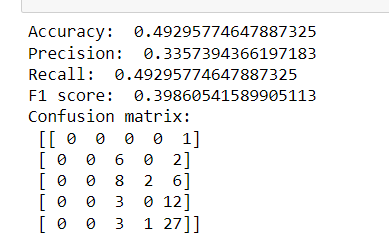 Accuracy:  0.49295774647887325
Precision:  0.3357394366197183
Recall:  0.49295774647887325
F1 score:  0.39860541589905113
Confusion matrix:
 [[ 0  0  0  0  1]
 [ 0  0  6  0  2]
 [ 0  0  8  2  6]
 [ 0  0  3  0 12]
 [ 0  0  3  1 27]]